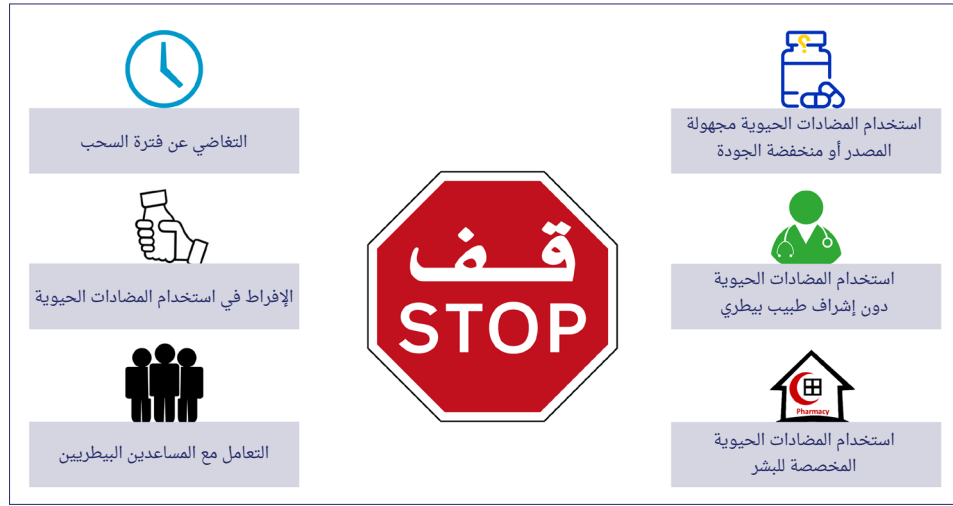 استخدام المضادات الحيوية مجهولة
المصدر أو منخفضة الجودة
التغاضي عن فترة السحب
استخدام المضادات الحيوية
دون إشراف طبيب بيطري
الإفراط في استخدام المضادات الحيوية
قف
STOP
Pharmacy
استخدام المضادات الحيوية
المخصصة للبشر
التعامل مع المساعدين البيطريين